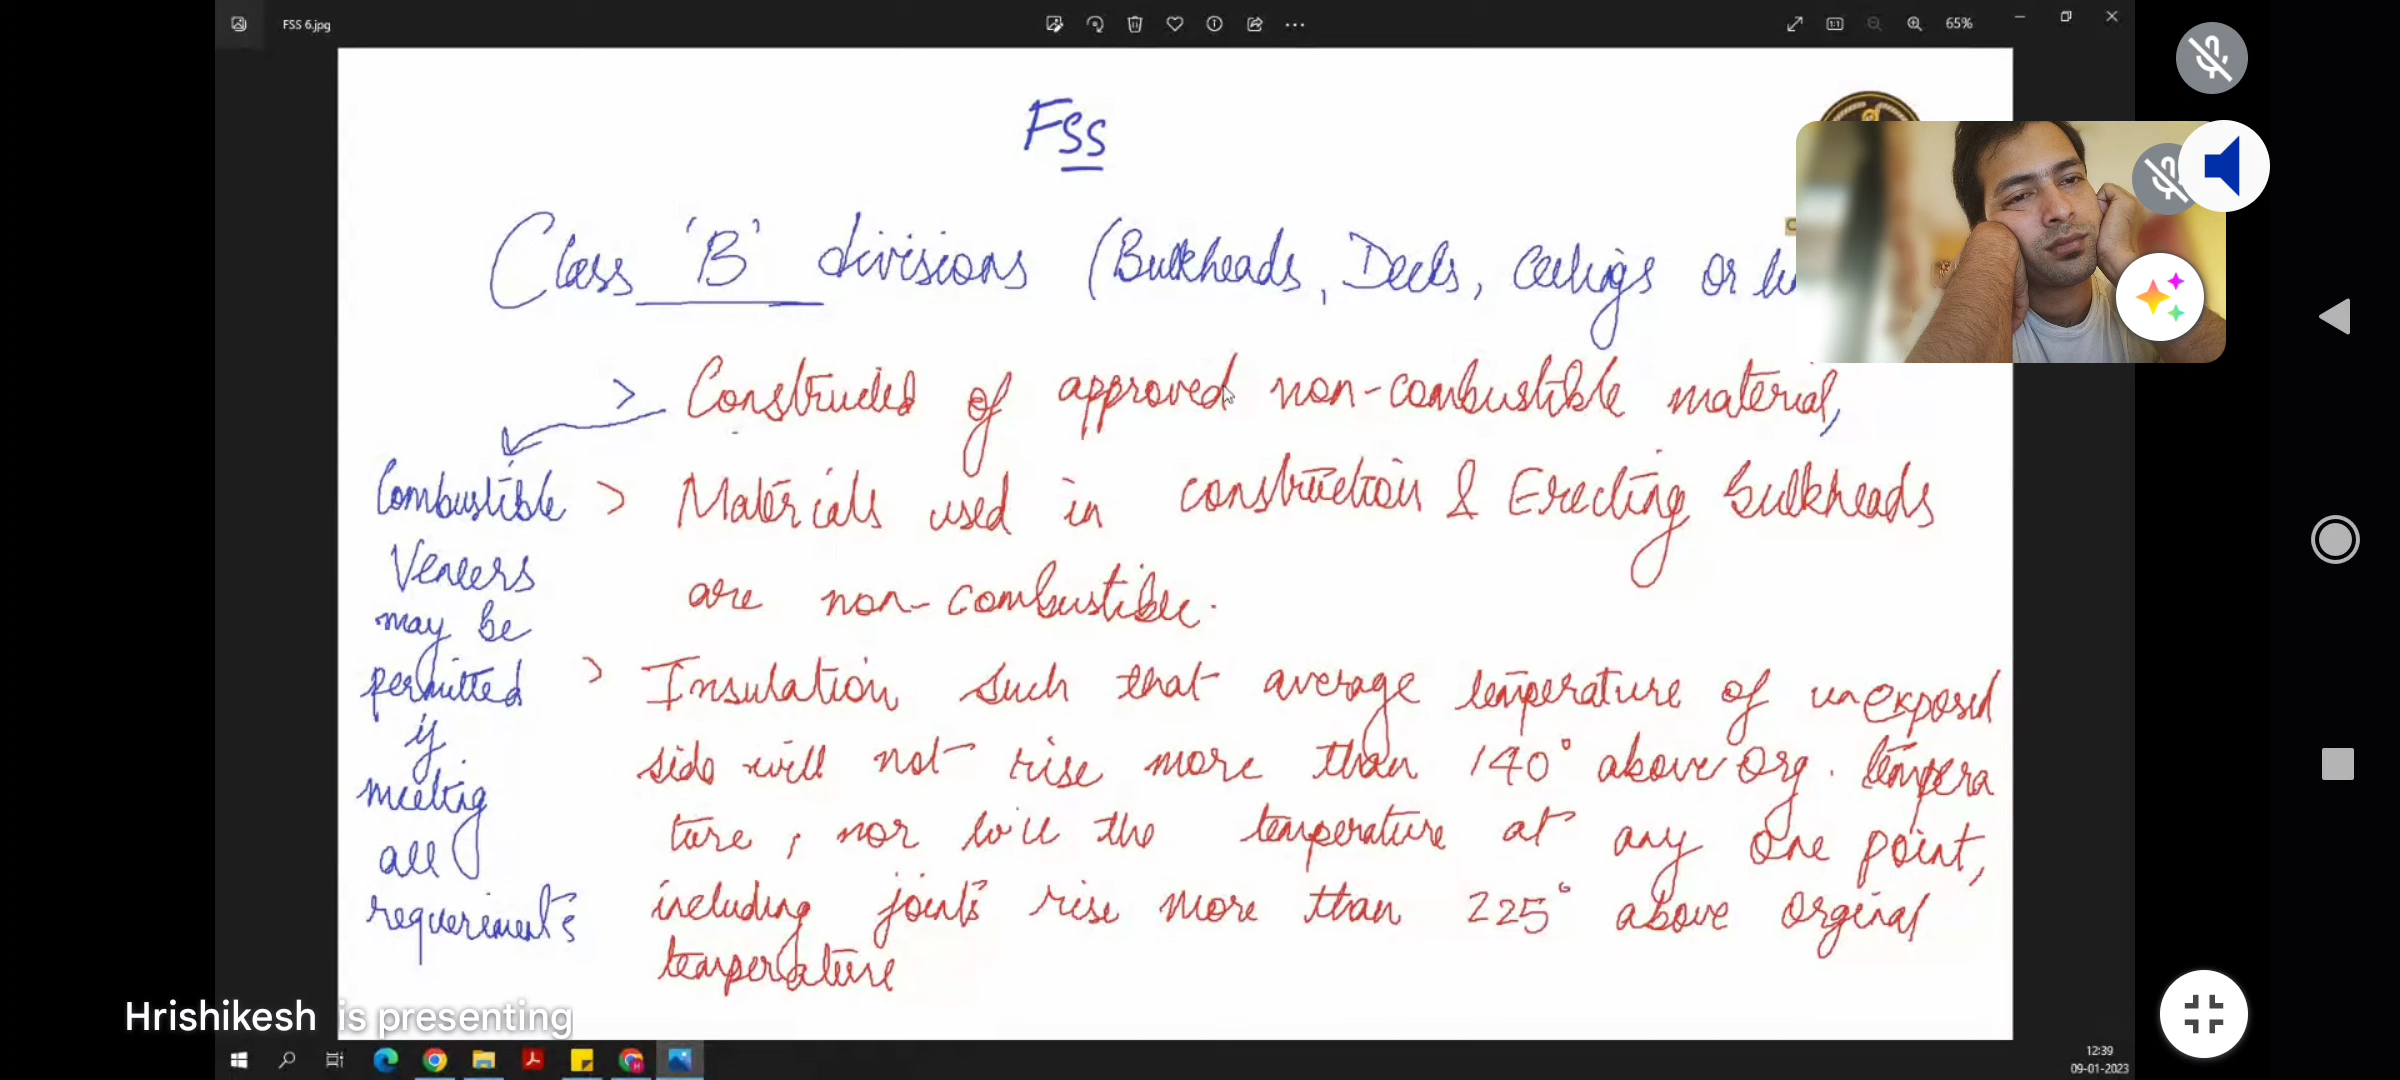 FSS 6.jpg
65%
FSS
Class 'B' divisions (Bulkheads, Decks, Ceilings or
> Constructed of approved non-combustible material,
Combustible
Veneers
may be
permitted
if
meeting
all
requirements
> Materials used in construction & Erecting bulkheads
are non-combustible.
> Insulation such that average temperature of unexposed
side will not rise more than 140° above org. tempera
ture, nor will the temperature at any one point,
including joints rise more than 225° above orginal
temperature
Hrishikesh is presenting
12:39
09-01-2023